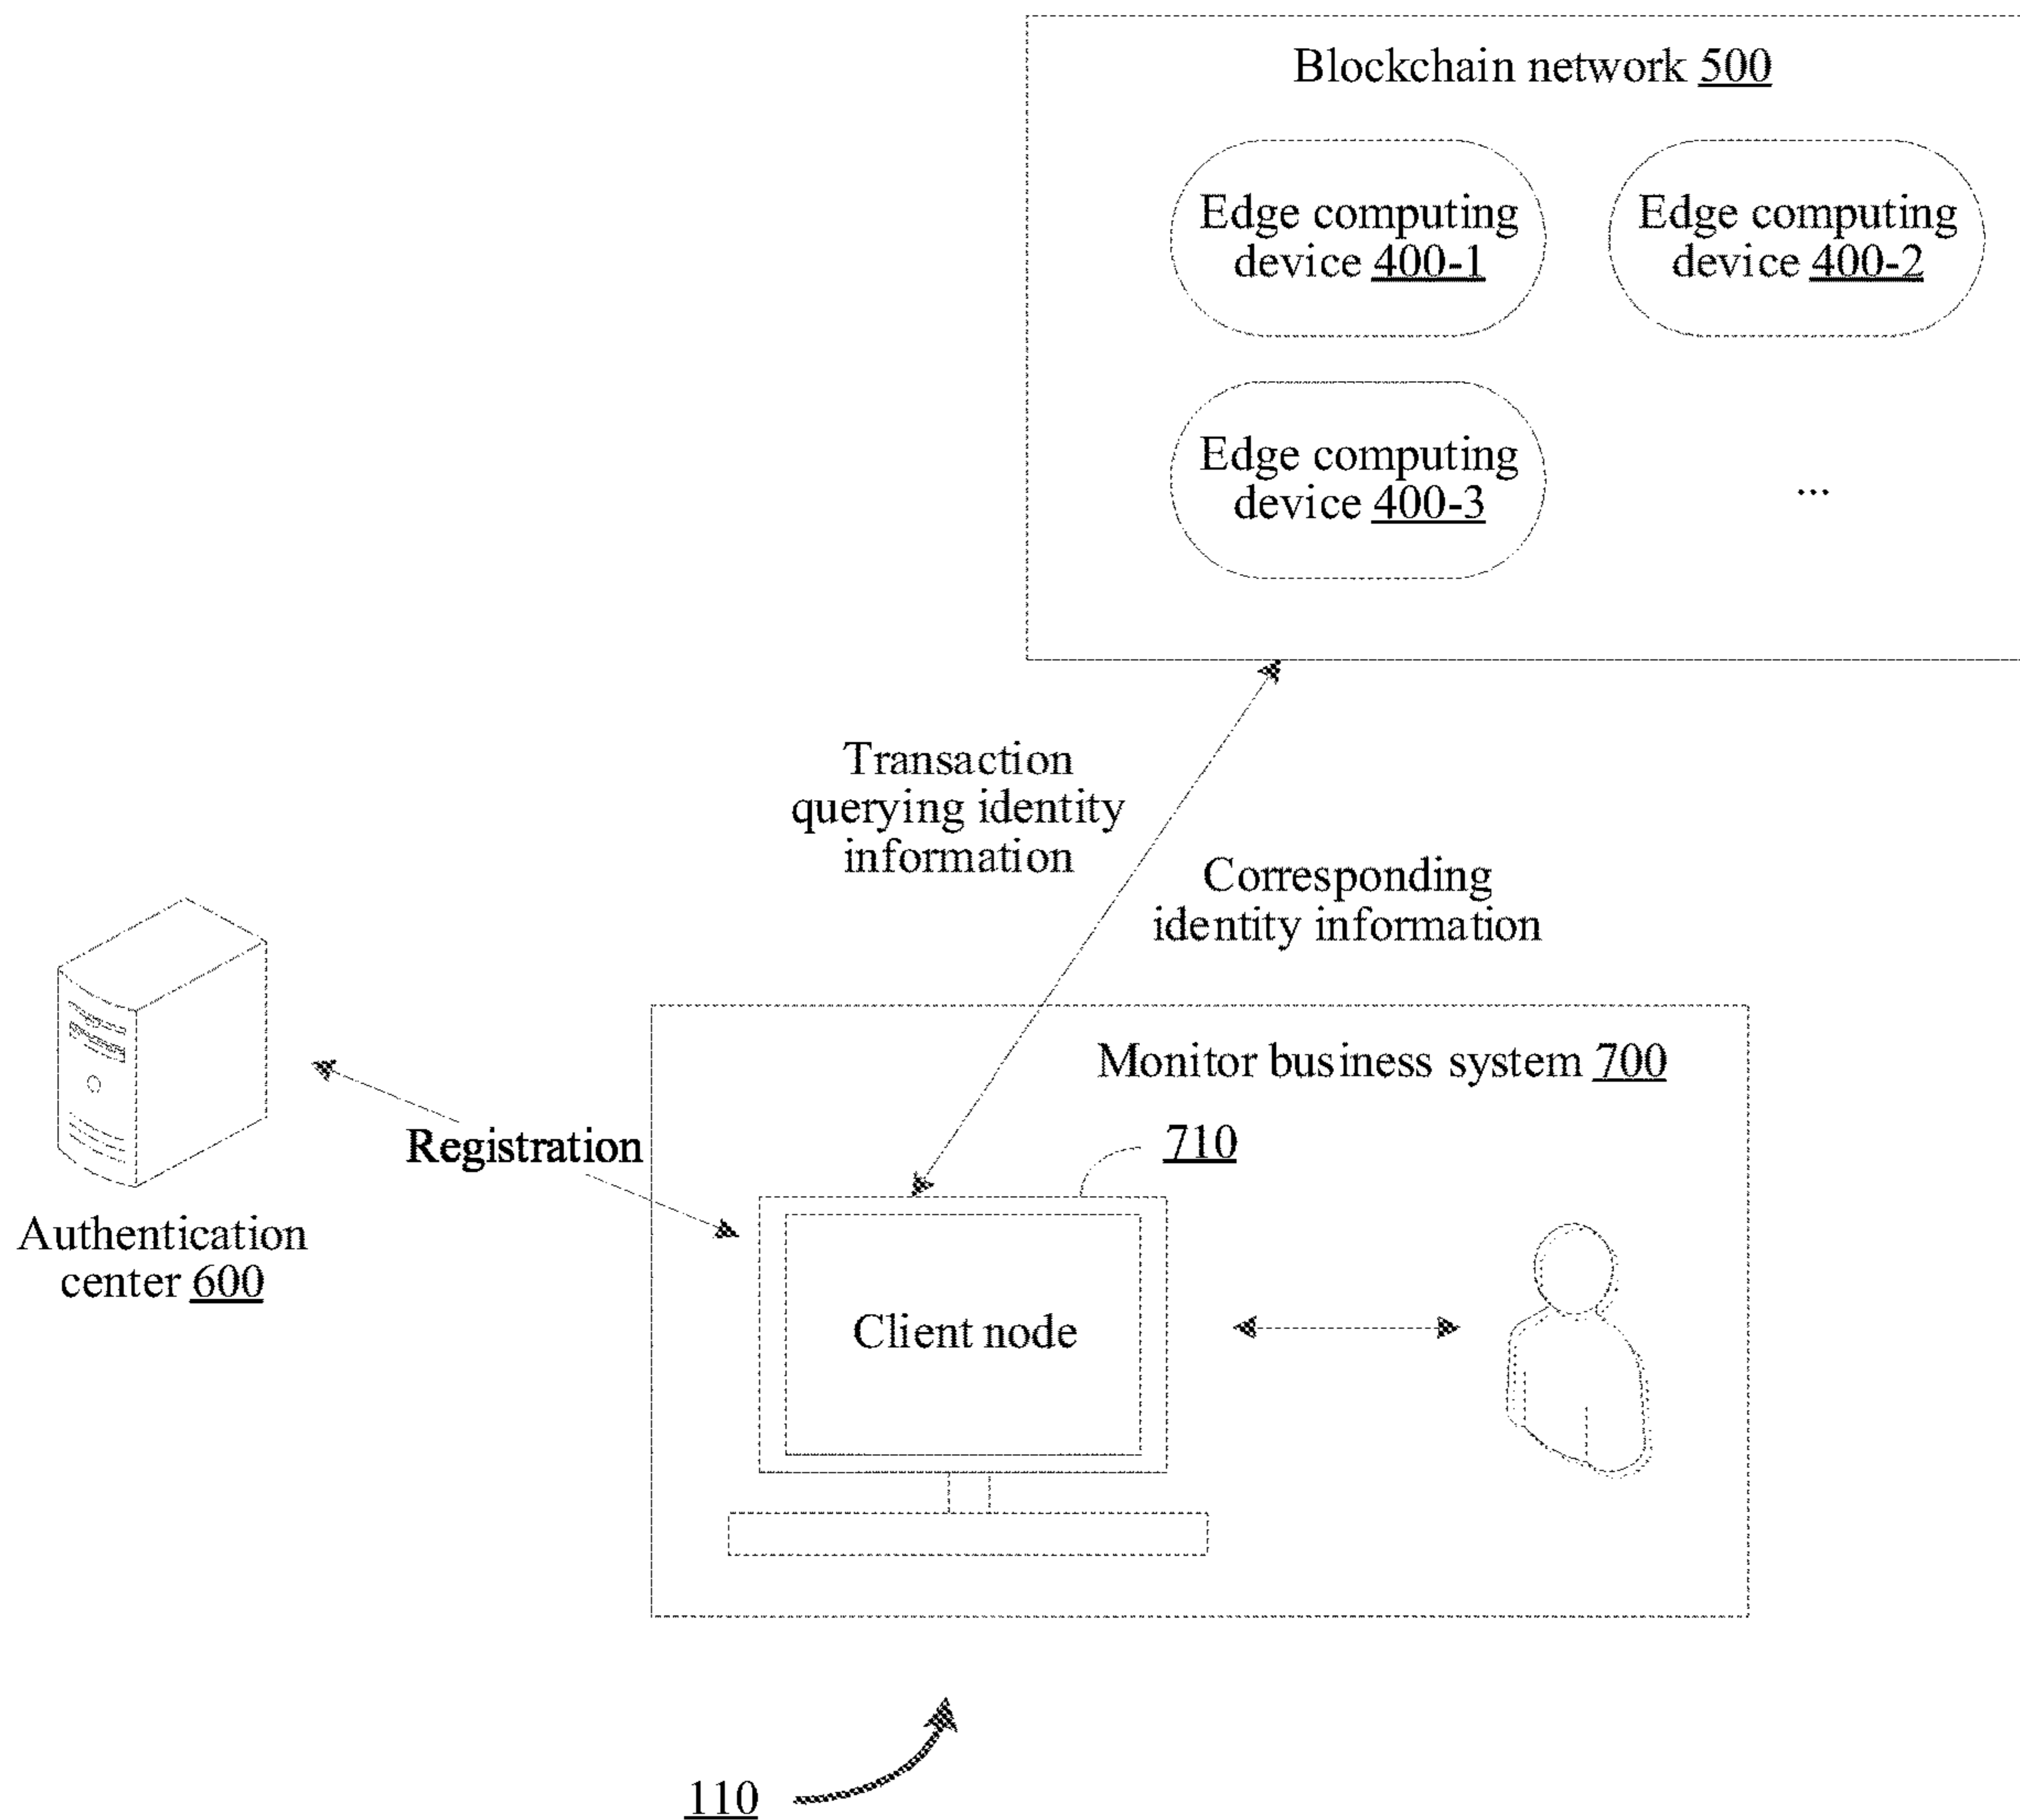 Blockchain network 500
Edge computing
device 400-1
Edge computing
device 400-2
Edge computing
device 400-3
...
Transaction
querying identity
information
Corresponding
identity information
Monitor business system 700
710
Registration
Authentication
center 600
Client node
110